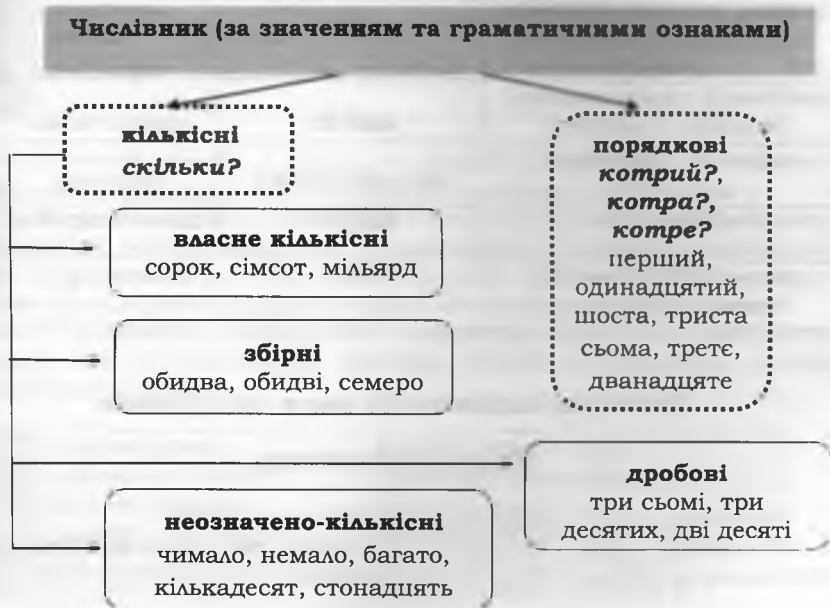 Числівник (за значенням та граматичними ознаками)
кількісні
скільки?
порядкові
котрий?,
котра?,
котре?
перший,
одинадцятий,
шоста, триста
сьома, третє,
дванадцяте
власне кількісні
сорок, сімсот, мільярд
збірні
обидва, обидві, семеро
дробові
три сьомі, три
десятих, дві десяті
неозначено-кількісні
чимало, немало, багато,
кількадесят, стонадцять